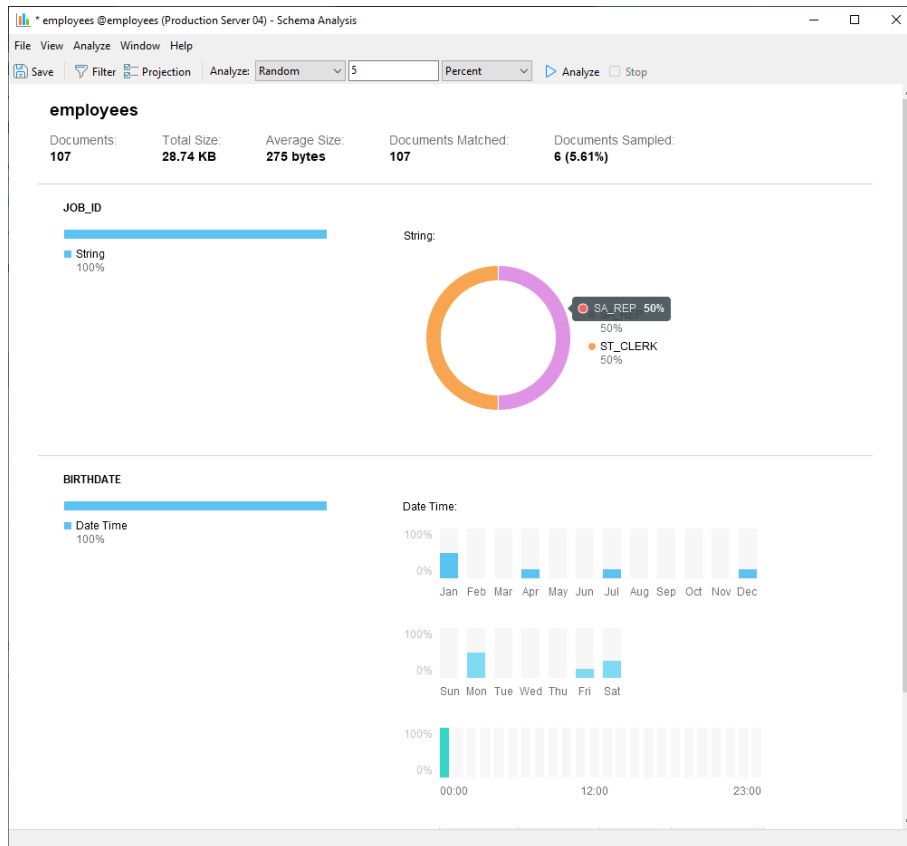 * employees @employees (Production Server 04) - Schema Analysis
File View Analyze Window Help
Save Filter Projection Analyze: Random 5 Percent Analyze Stop
employees
Documents: Total Size: Average Size: Documents Matched: Documents Sampled:
107 28.74 KB 275 bytes 107 6 (5.61%)
JOB_ID
String
100%
String:
SA_REP 50%
SA_REP
50%
ST_CLERK
50%
BIRTHDATE
Date Time
100%
Date Time:
100%
0%
Jan Feb Mar Apr May Jun Jul Aug Sep Oct Nov Dec
100%
0%
Sun Mon Tue Wed Thu Fri Sat
100%
0%
00:00 12:00 23:00